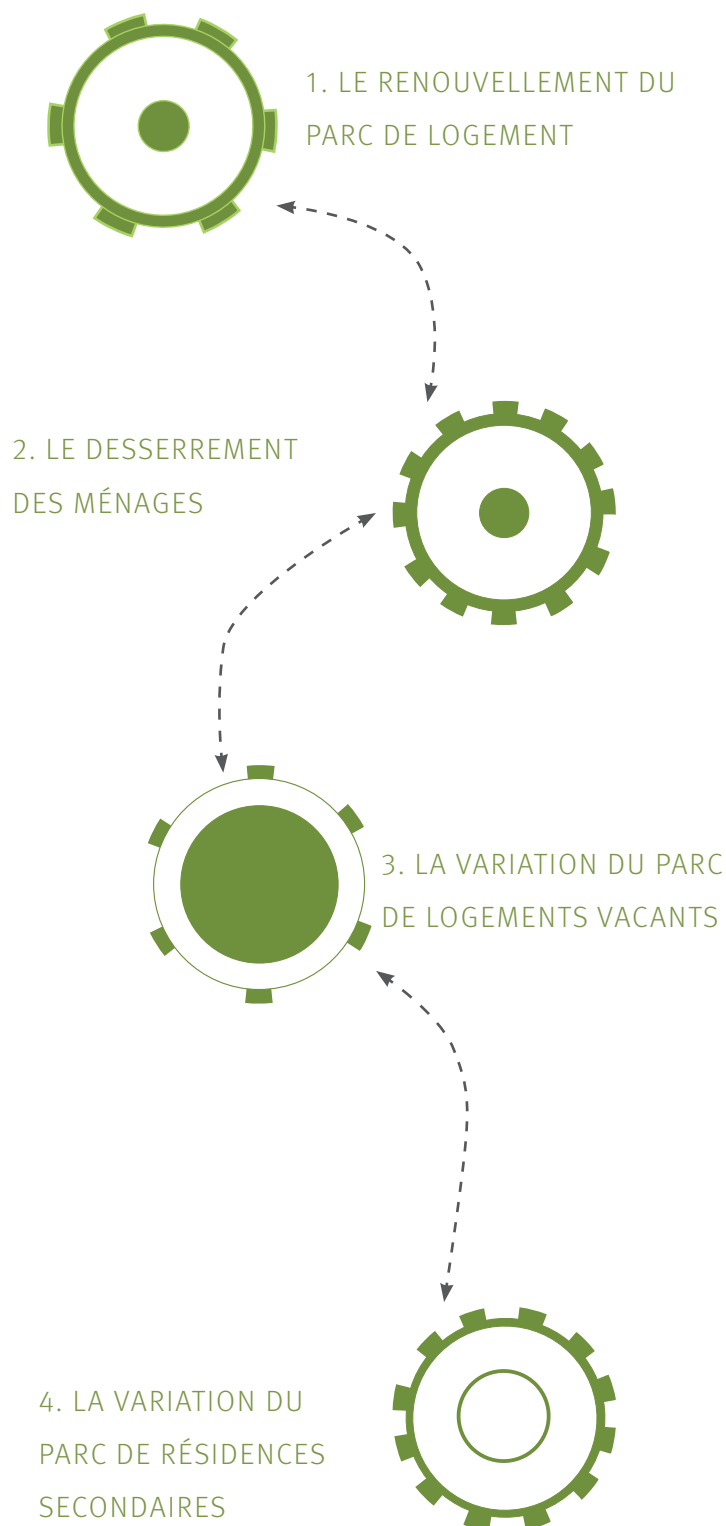 1. LE RENOUVELLEMENT DU
PARC DE LOGEMENT
2. LE DESSERREMENT
DES MÉNAGES
3. LA VARIATION DU PARC
DE LOGEMENTS VACANTS
4. LA VARIATION DU
PARC DE RÉSIDENCES
SECONDAIRES